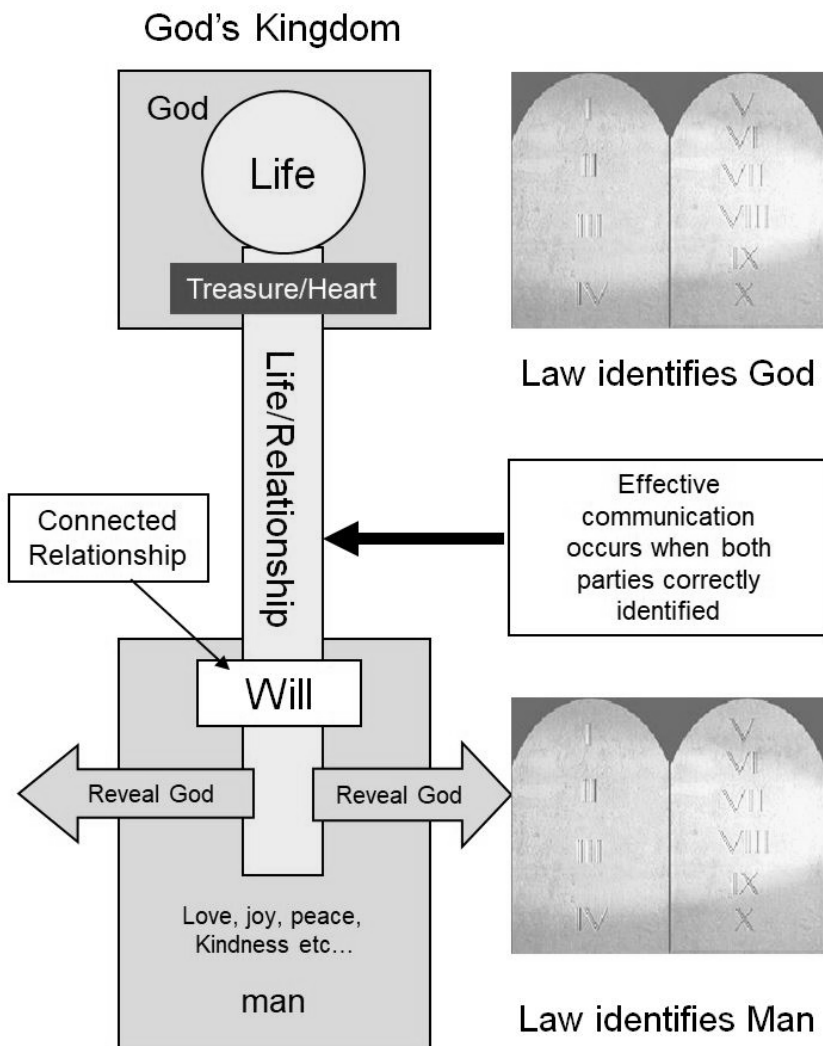 God's Kingdom
God
Life
Treasure/Heart
I
II
III
IV
V
VI
VII
VIII
IX
X
Law identifies God
Life/Relationship
Connected
Relationship
Effective
communication
occurs when both
parties correctly
identified
Will
Reveal God
Reveal God
Love, joy, peace,
Kindness etc...
man
I
II
III
IV
V
VI
VII
VIII
IX
X
Law identifies Man